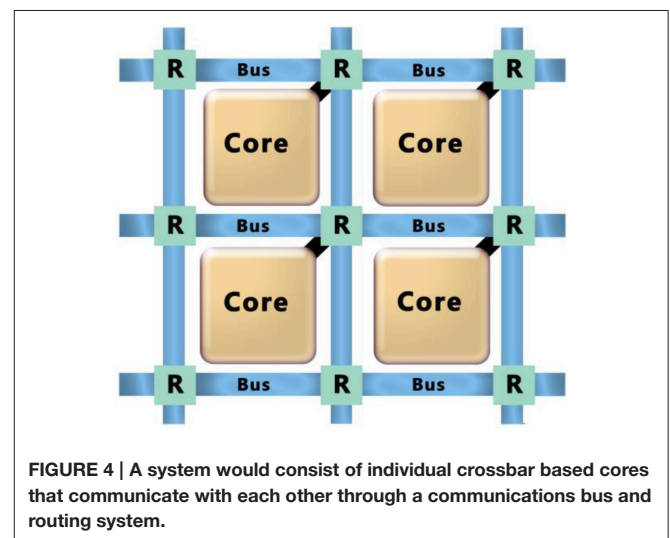 R Bus R Bus R
Core Core
R Bus R Bus R
Core Core
R Bus R Bus R
FIGURE 4 | A system would consist of individual crossbar based cores
that communicate with each other through a communications bus and
routing system.